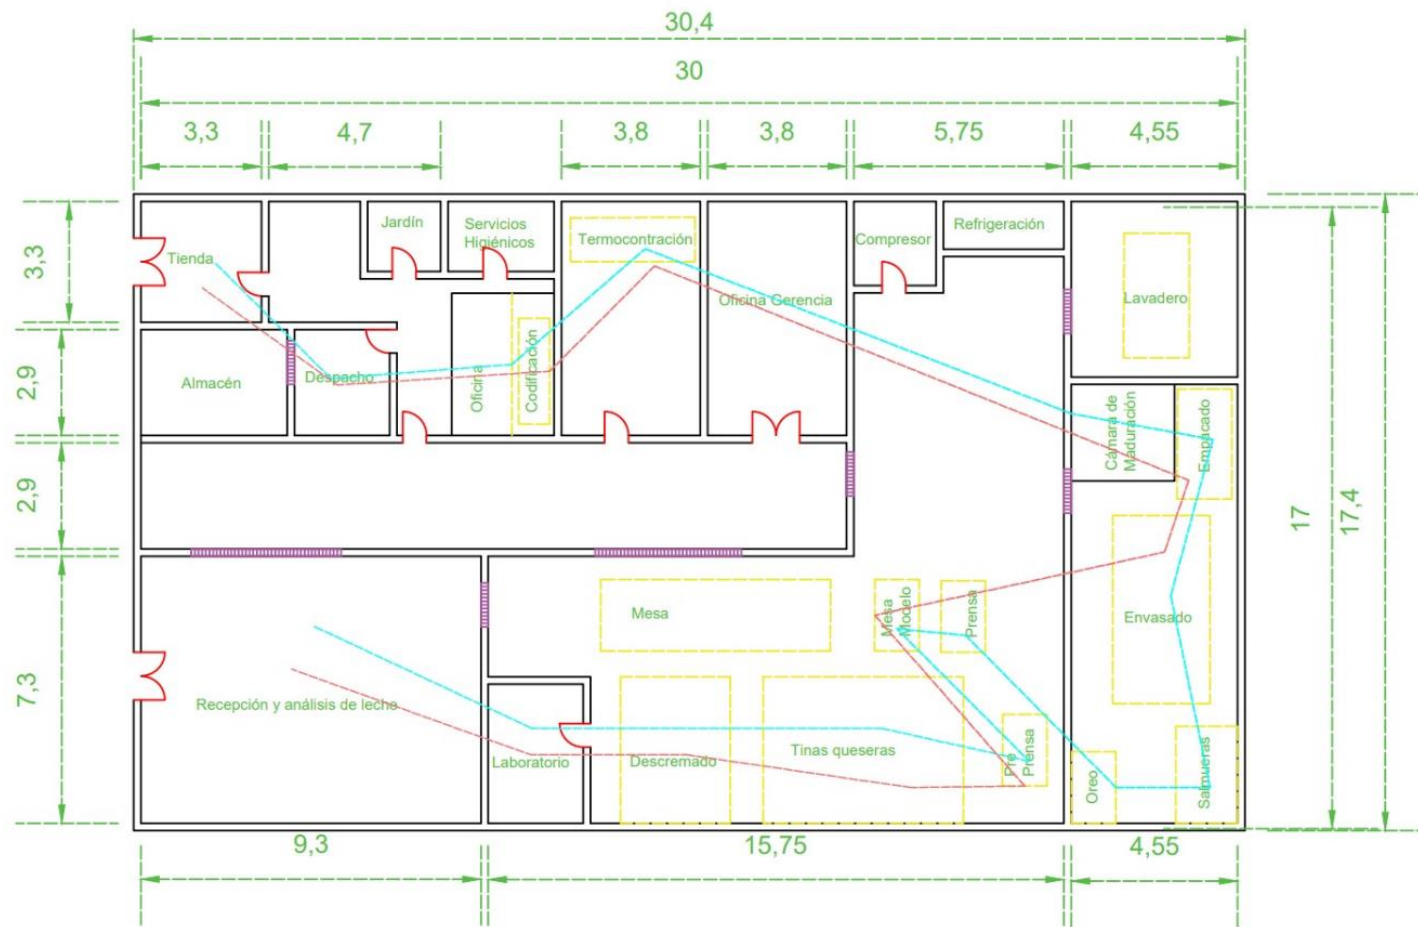 30,4
30
3,3
4,7
3,8
3,8
5,75
4,55
3,3
2,9
2,9
7,3
17
17,4
Tienda
Jardín
Servicios
Higiénicos
Termocontración
Oficina Gerencia
Compresor
Refrigeración
Lavadero
Almacén
Despacho
Oficina
Codificación
Cámara de
Maduración
Empacado
Mesa
Mesa
Modelo
Prensa
Envasado
Recepción y análisis de leche
Laboratorio
Descremado
Tinas queseras
Pre
Prensa
Oreo
Salmueras
9,3
15,75
4,55